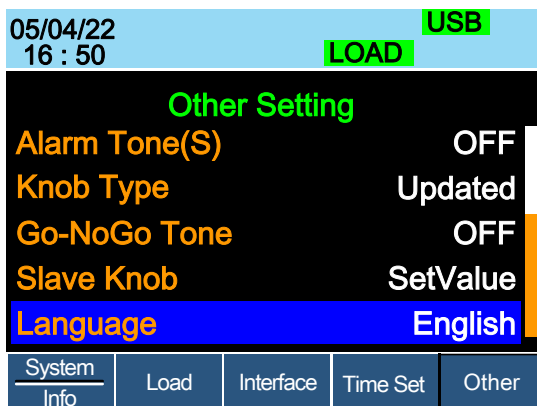 05/04/22 USB
16 : 50 LOAD
Other Setting
Alarm Tone(S) OFF
Knob Type Updated
Go-NoGo Tone OFF
Slave Knob SetValue
Language English
System Info Load Interface Time Set Other